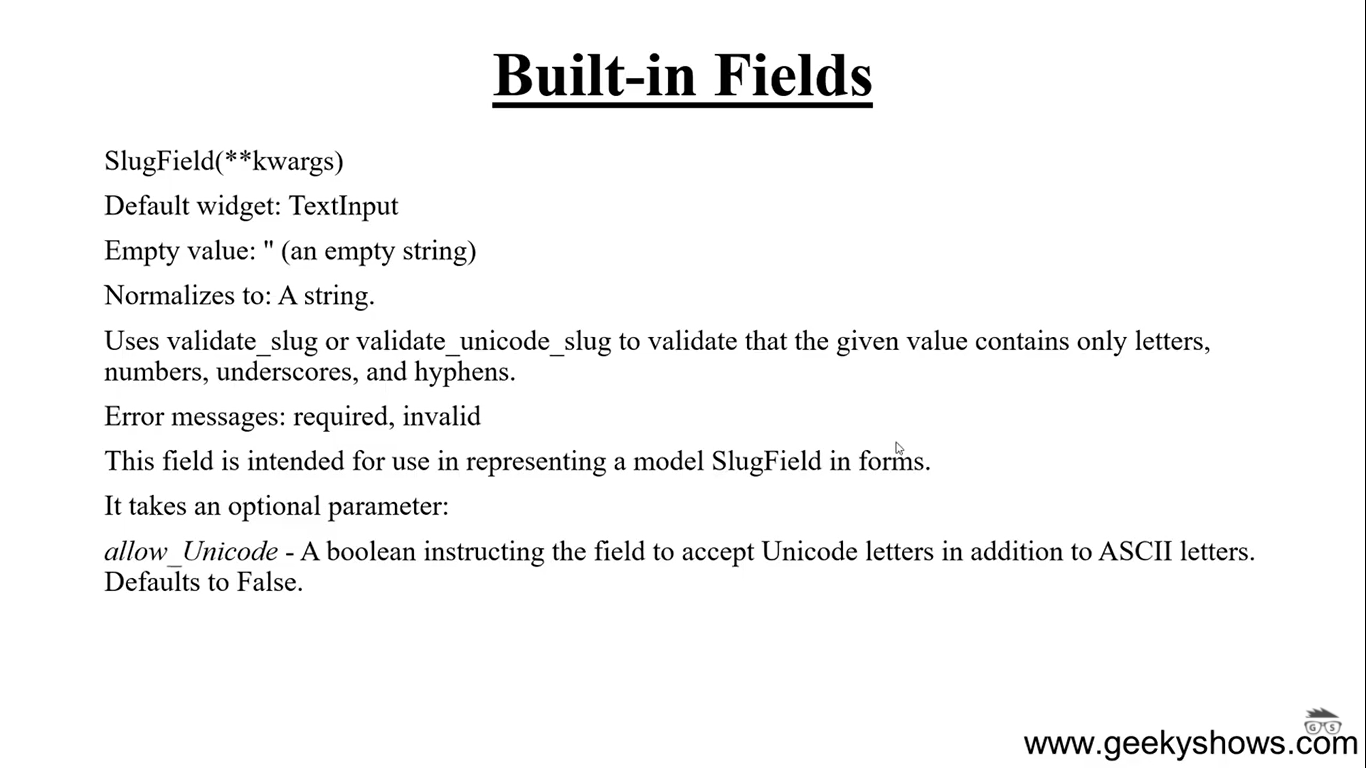 Built-in Fields
SlugField(**kwargs)
Default widget: TextInput
Empty value: '' (an empty string)
Normalizes to: A string.
Uses validate_slug or validate_unicode_slug to validate that the given value contains only letters,
numbers, underscores, and hyphens.
Error messages: required, invalid
This field is intended for use in representing a model SlugField in forms.
It takes an optional parameter:
allow_Unicode - A boolean instructing the field to accept Unicode letters in addition to ASCII letters.
Defaults to False.
G S
www.geekyshows.com